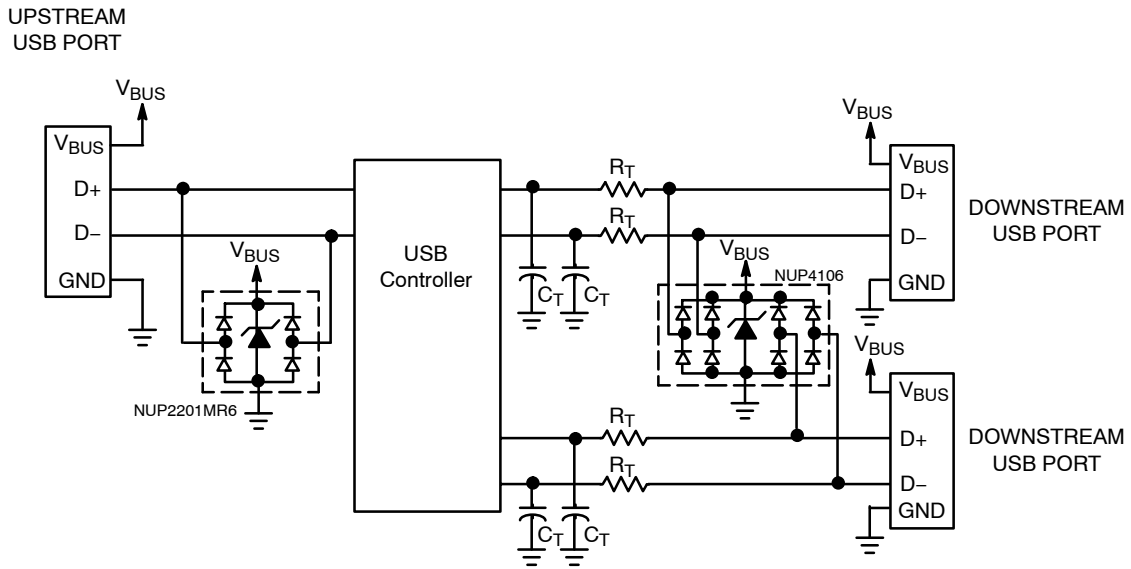 UPSTREAM
USB PORT
VBUS
VBUS
D+
D−
GND
VBUS
NUP2201MR6
USB
Controller
RT
RT
CT
CT
VBUS
NUP4106
VBUS
VBUS
D+
D−
GND
DOWNSTREAM
USB PORT
RT
RT
CT
CT
VBUS
VBUS
D+
D−
GND
DOWNSTREAM
USB PORT